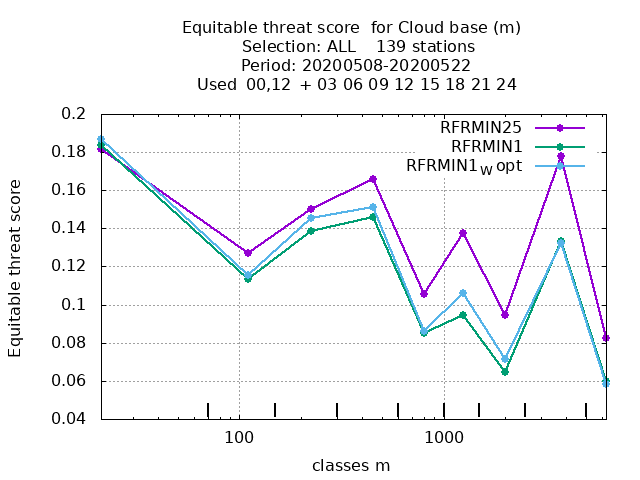 Equitable threat score  for Cloud base (m)
Selection: ALL    139 stations
Period: 20200508-20200522
Used  00,12  + 03 06 09 12 15 18 21 24
RFRMIN25
RFRMIN1
RFRMIN1W opt
Equitable threat score
0.2
0.18
0.16
0.14
0.12
0.1
0.08
0.06
0.04
100 1000
classes m